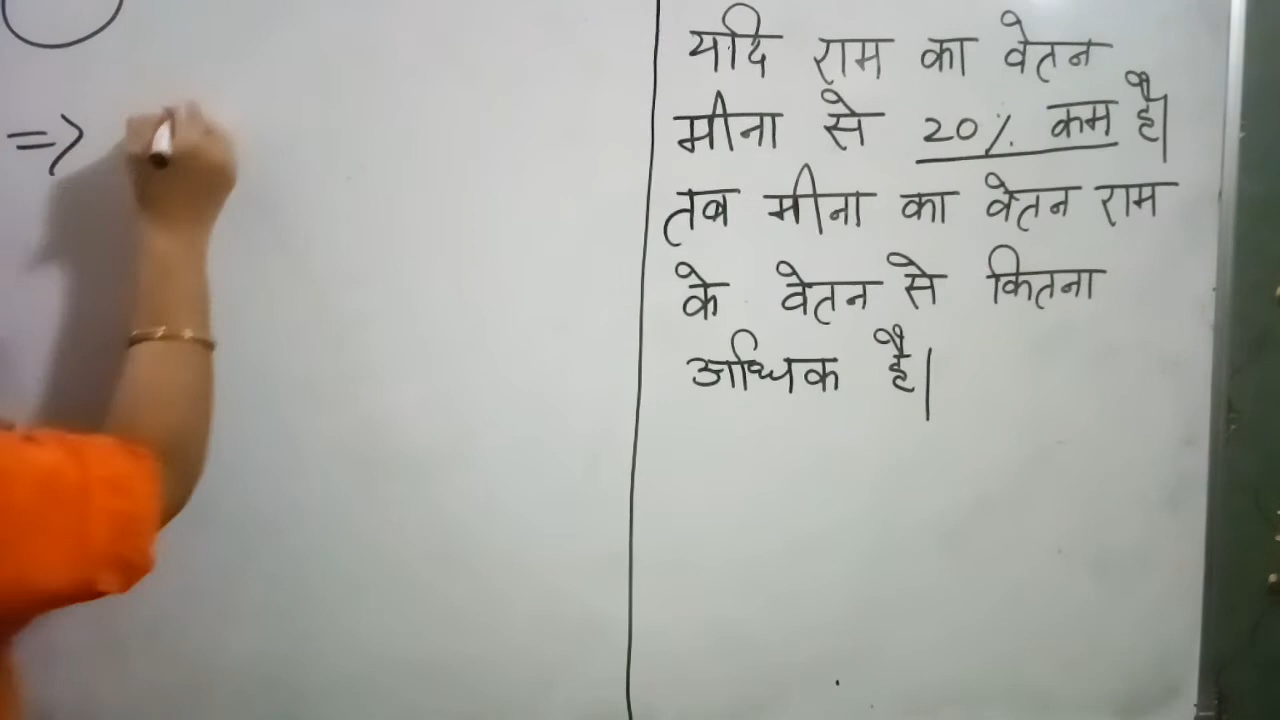 =>
यदि राम का वेतन
मीना से 20% कम है।
तब मीना का वेतन राम
के वेतन से कितना
अधिक है।